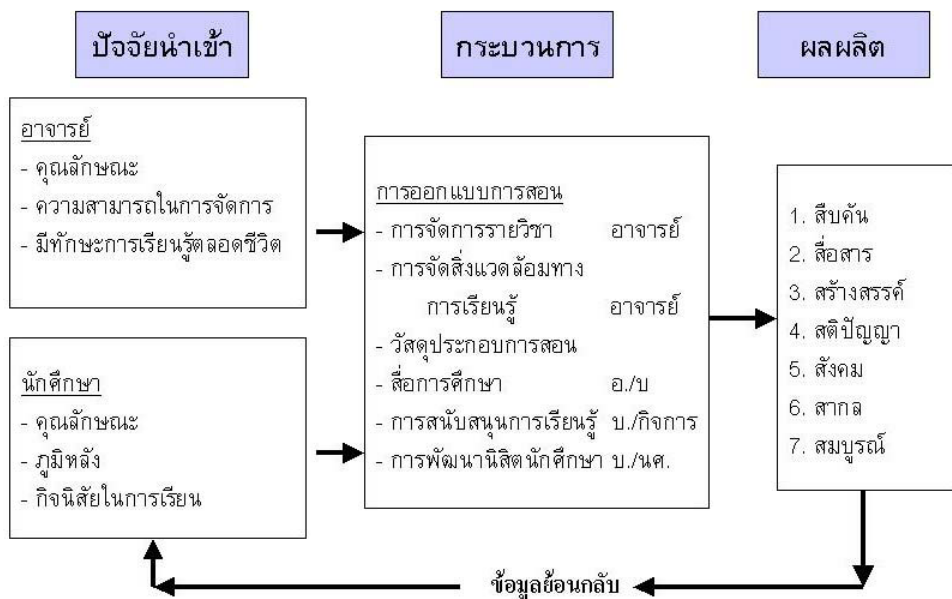 ปัจจัยนำเข้า
กระบวนการ
ผลผลิต
อาจารย์
- คุณลักษณะ
- ความสามารถในการจัดการ
- มีทักษะการเรียนรู้ตลอดชีวิต
นักศึกษา
- คุณลักษณะ
- ภูมิหลัง
- กิจนิสัยในการเรียน
การออกแบบการสอน
- การจัดการรายวิชา อาจารย์
- การจัดสิ่งแวดล้อมทาง
การเรียนรู้ อาจารย์
- วัสดุประกอบการสอน
- สื่อการศึกษา อ./บ
- การสนับสนุนการเรียนรู้ บ./กิจการ
- การพัฒนานิสิตนักศึกษา บ./นศ.
1. สืบค้น
2. สื่อสาร
3. สร้างสรรค์
4. สติปัญญา
5. สังคม
6. สากล
7. สมบูรณ์
ข้อมูลย้อนกลับ